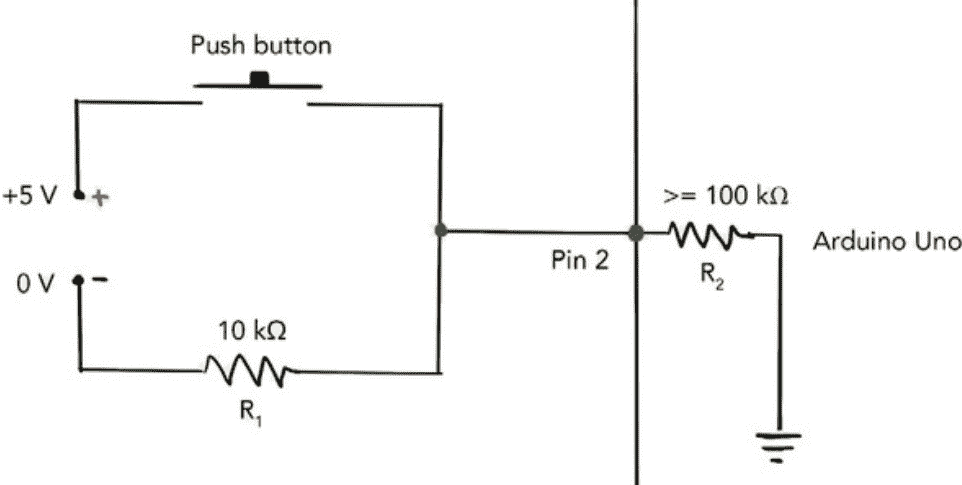 Push button
+5 V +
>= 100 kΩ
Arduino Uno
Pin 2
R₂
0 V -
10 kΩ
R₁